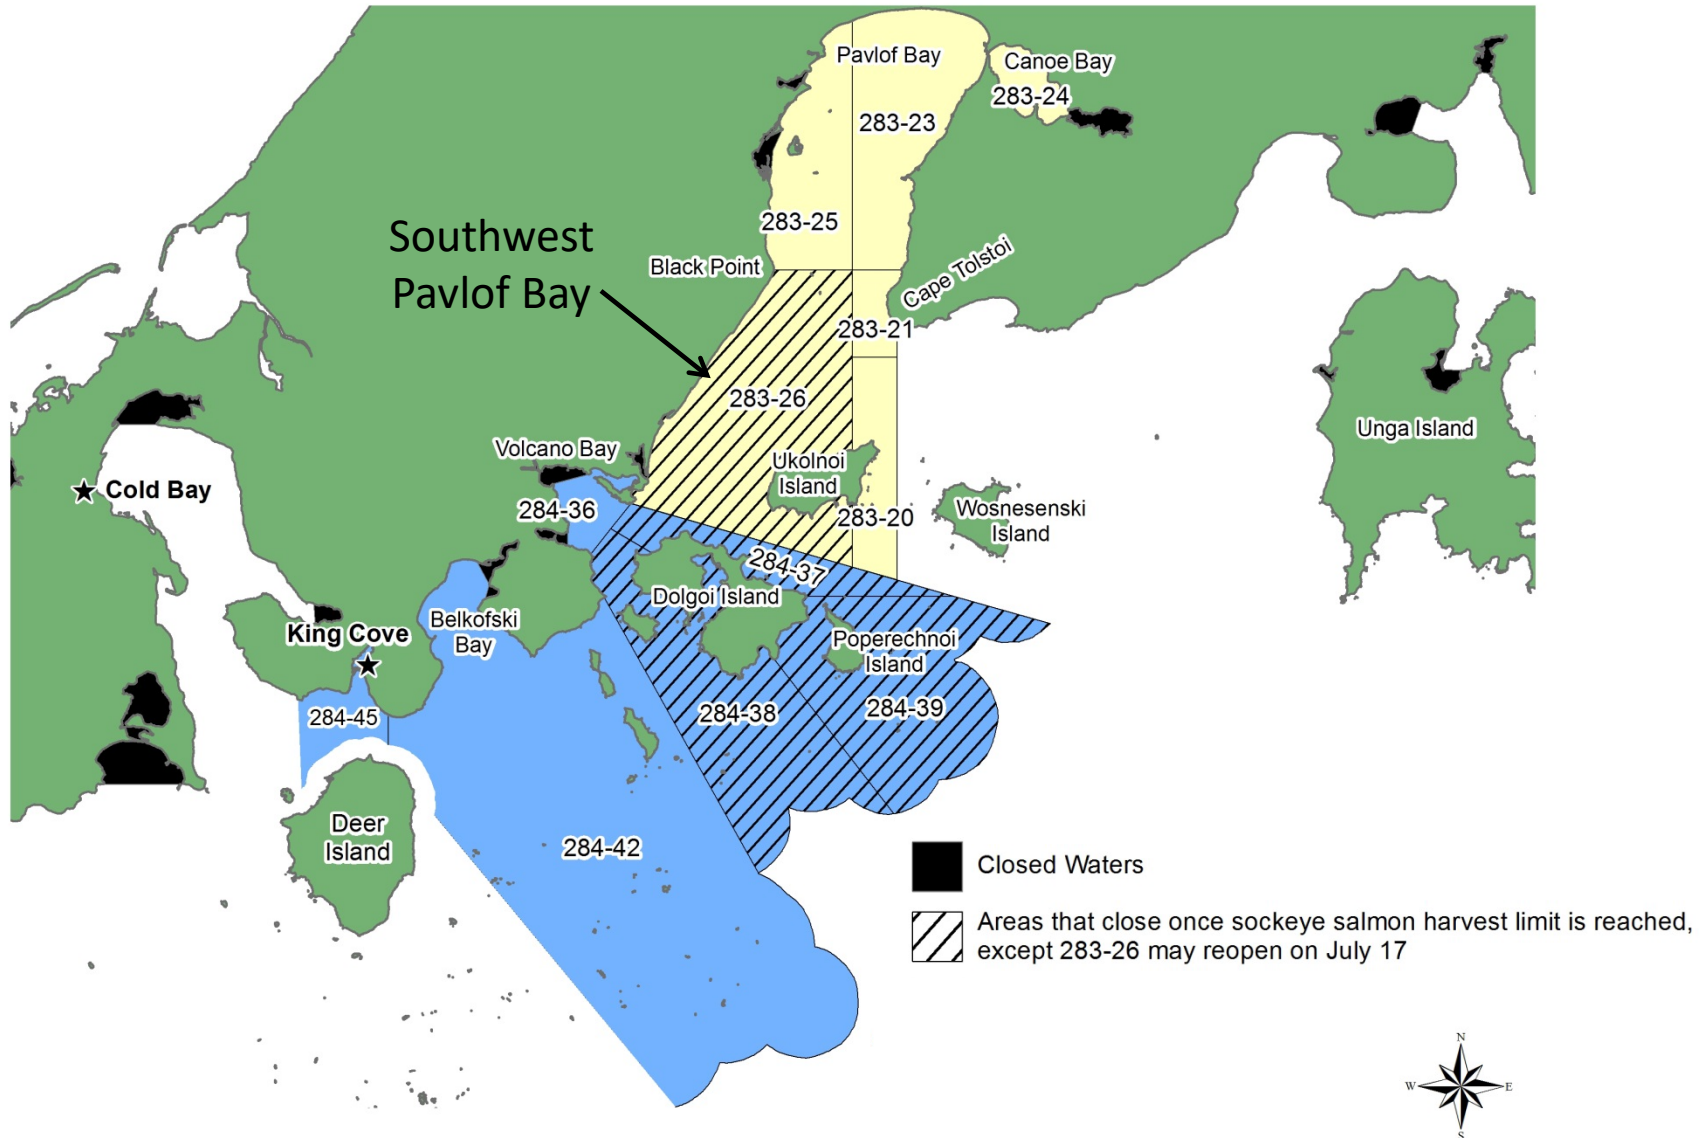 Pavlof Bay
Canoe Bay
283-24
283-23
283-25
Southwest
Pavlof Bay
Black Point
Cape Tolstoi
283-21
283-26
Unga Island
Volcano Bay
Ukolnoi
Island
Cold Bay
284-36
283-20
Wosnesenski
Island
284-37
Dolgoi Island
Belkofski
Bay
King Cove
Poperechnoi
Island
284-45
284-38
284-39
Deer
Island
284-42
Closed Waters
Areas that close once sockeye salmon harvest limit is reached,
except 283-26 may reopen on July 17
N
W E
S